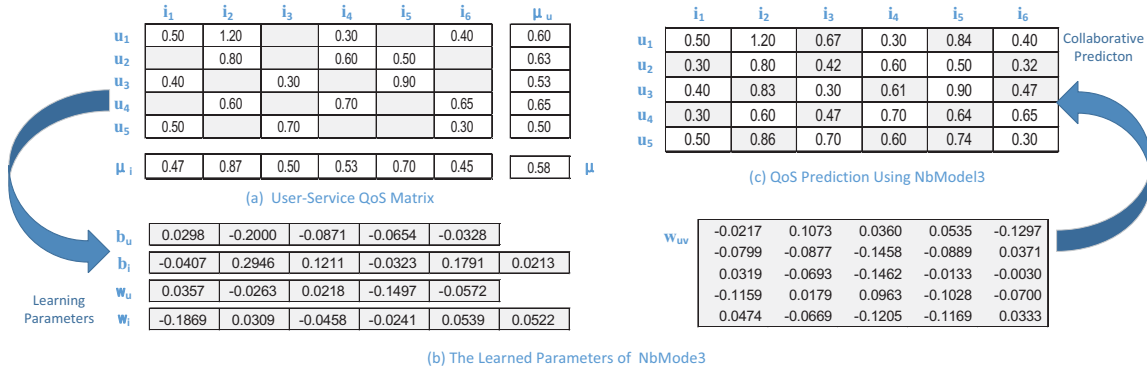 i1 i2 i3 i4 i5 i6 μ u
u1 0.50 1.20 0.30 0.40 0.60
u2 0.80 0.60 0.50 0.63
u3 0.40 0.30 0.90 0.53
u4 0.60 0.70 0.65 0.65
u5 0.50 0.70 0.30 0.50
μ i 0.47 0.87 0.50 0.53 0.70 0.45 0.58 μ
(a) User-Service QoS Matrix
i1 i2 i3 i4 i5 i6
u1 0.50 1.20 0.67 0.30 0.84 0.40
u2 0.30 0.80 0.42 0.60 0.50 0.32
u3 0.40 0.83 0.30 0.61 0.90 0.47
u4 0.30 0.60 0.47 0.70 0.64 0.65
u5 0.50 0.86 0.70 0.60 0.74 0.30
(c) QoS Prediction Using NbModel3
Collaborative
Predicton
bu 0.0298 -0.2000 -0.0871 -0.0654 -0.0328
bi -0.0407 0.2946 0.1211 -0.0323 0.1791 0.0213
wu 0.0357 -0.0263 0.0218 -0.1497 -0.0572
wi -0.1869 0.0309 -0.0458 -0.0241 0.0539 0.0522
Learning
Parameters
wuv -0.0217 0.1073 0.0360 0.0535 -0.1297
-0.0799 -0.0877 -0.1458 -0.0889 0.0371
0.0319 -0.0693 -0.1462 -0.0133 -0.0030
-0.1159 0.0179 0.0963 -0.1028 -0.0700
0.0474 -0.0669 -0.1205 -0.1169 0.0333
(b) The Learned Parameters of NbMode3